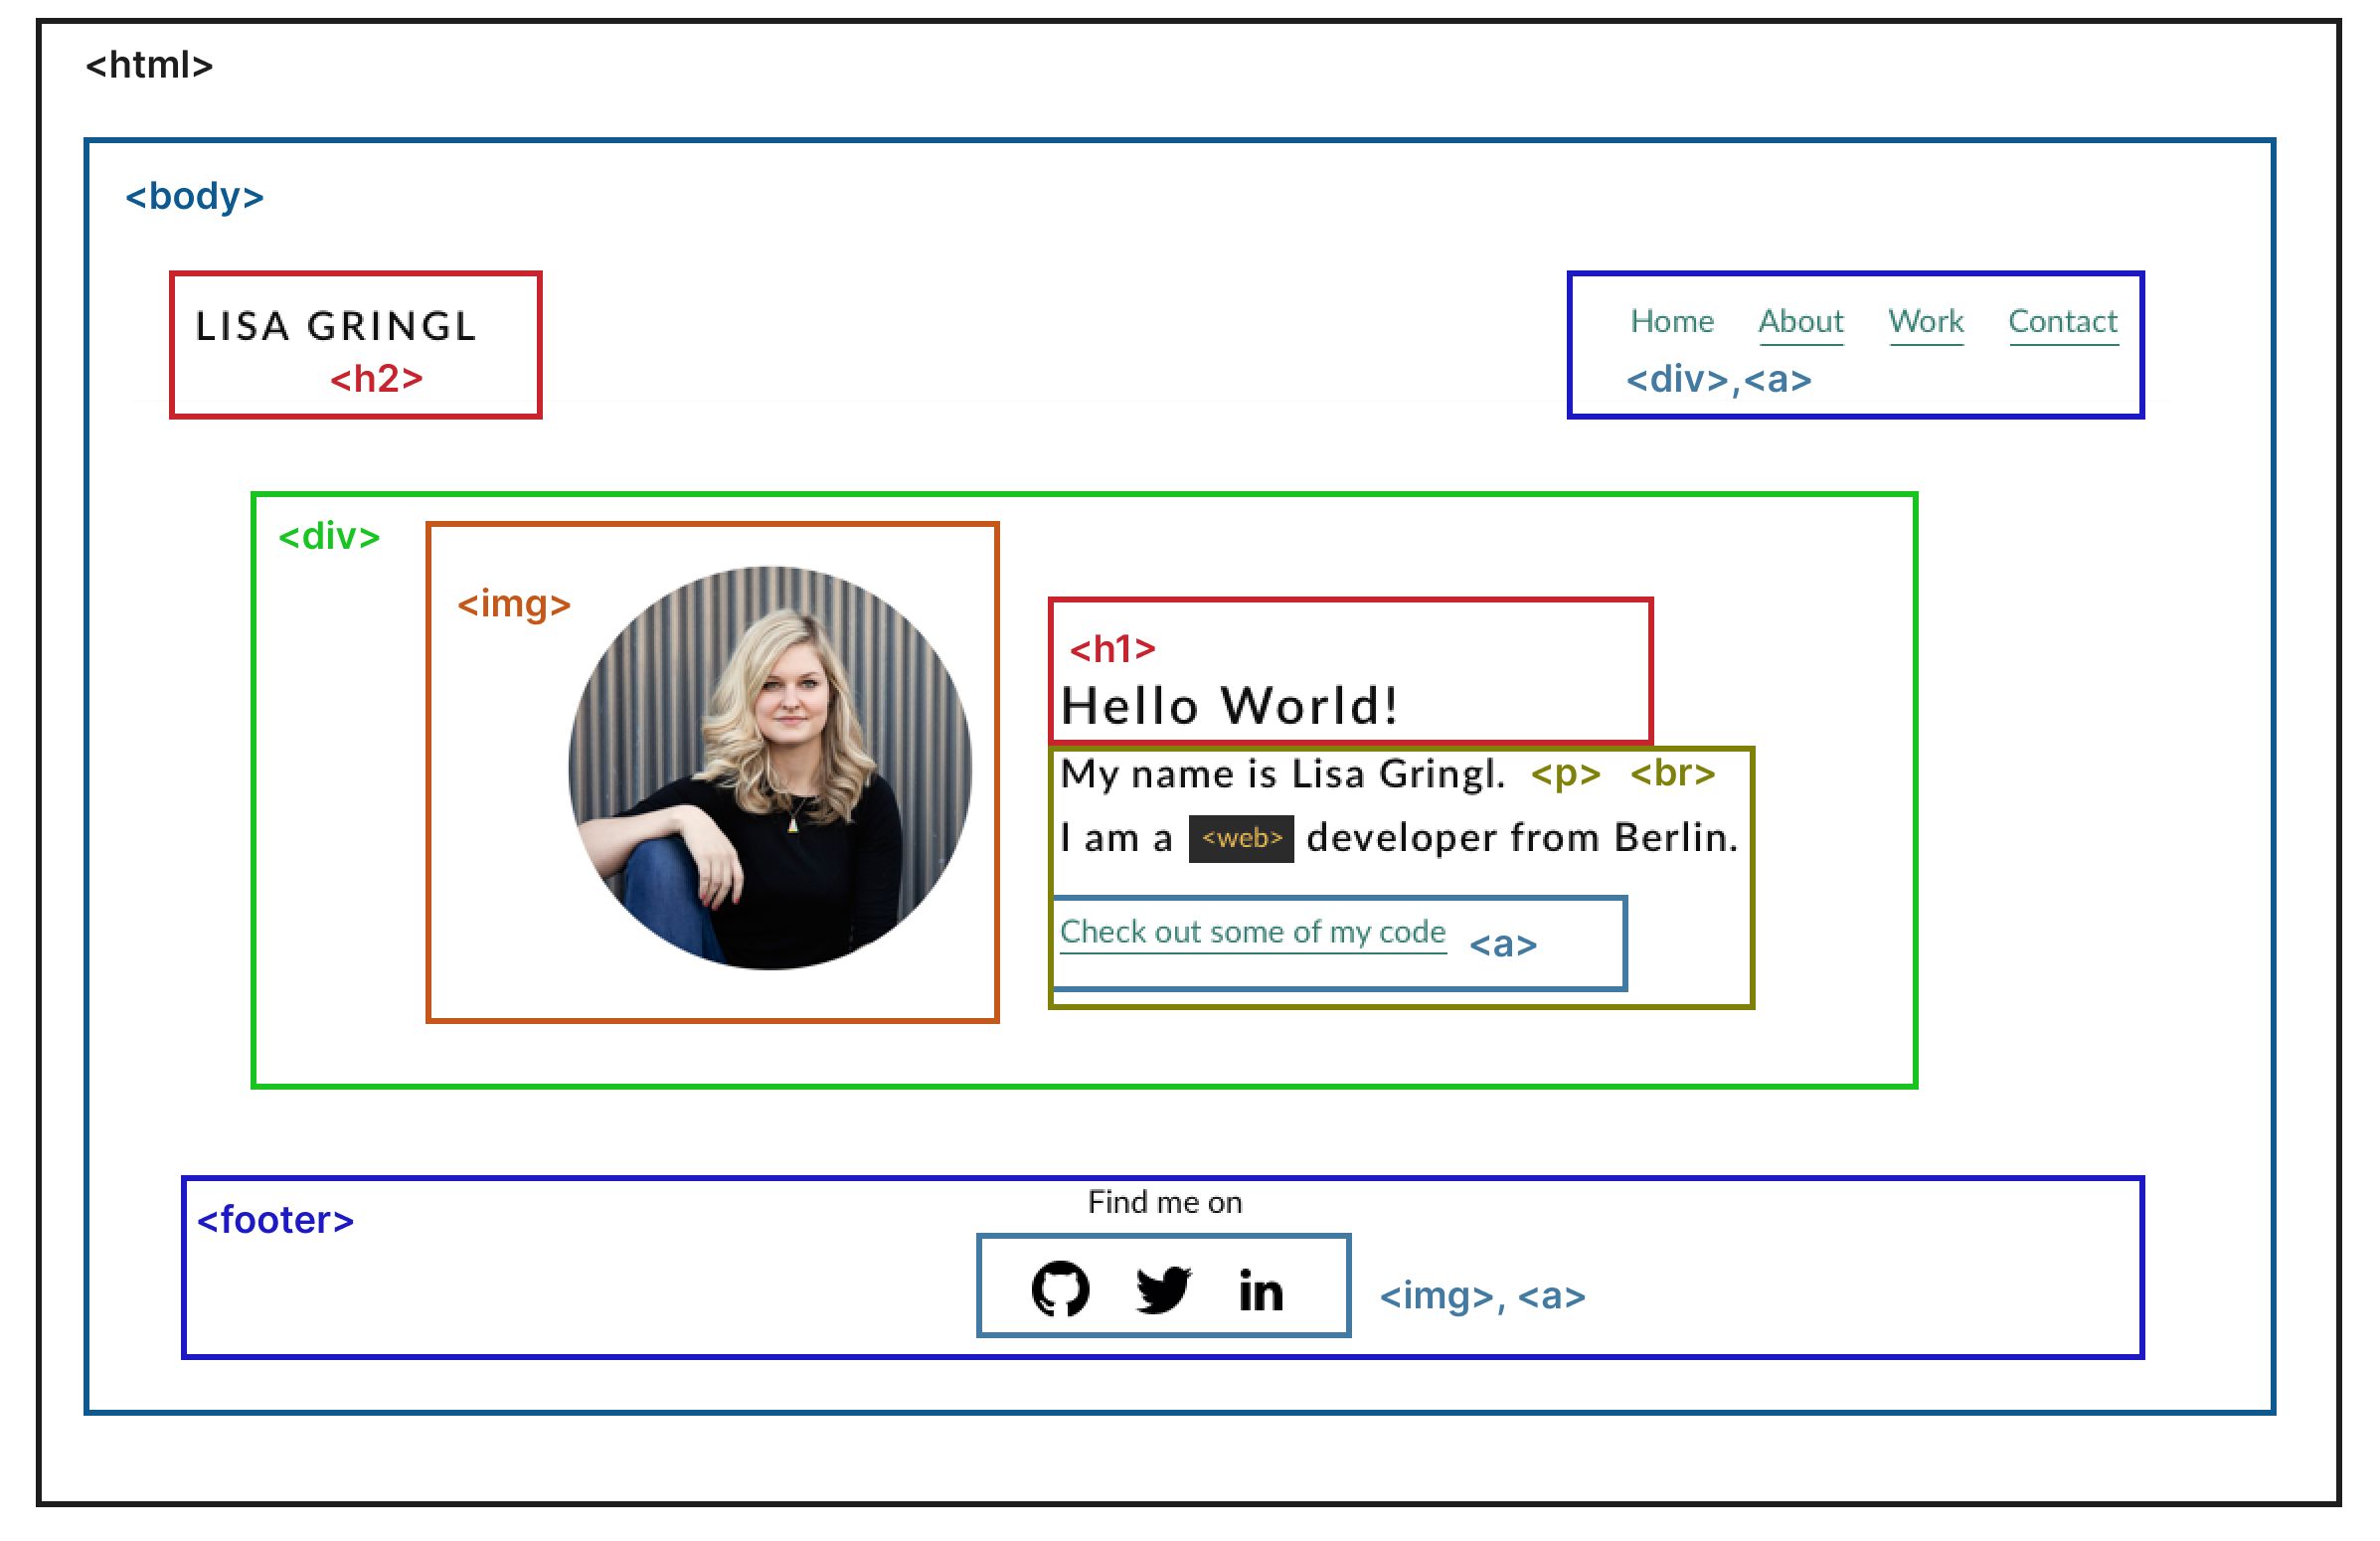 <html>
<body>
LISA GRINGL
<h2>
Home About Work Contact
<div>,<a>
<div>
<img>
<h1>
Hello World!
My name is Lisa Gringl. <p> <br>
I am a <web> developer from Berlin.
Check out some of my code <a>
<footer>
Find me on
in
<img>, <a>